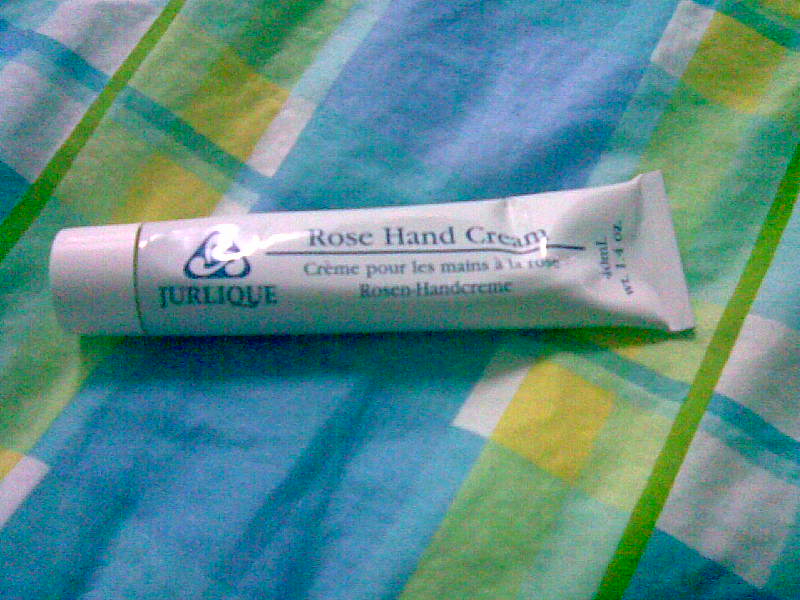 JURLIQUE
Rose Hand Cream
Crème pour les mains à la rose
Rosen-Handcreme
40mL
wt. 1.4 oz.